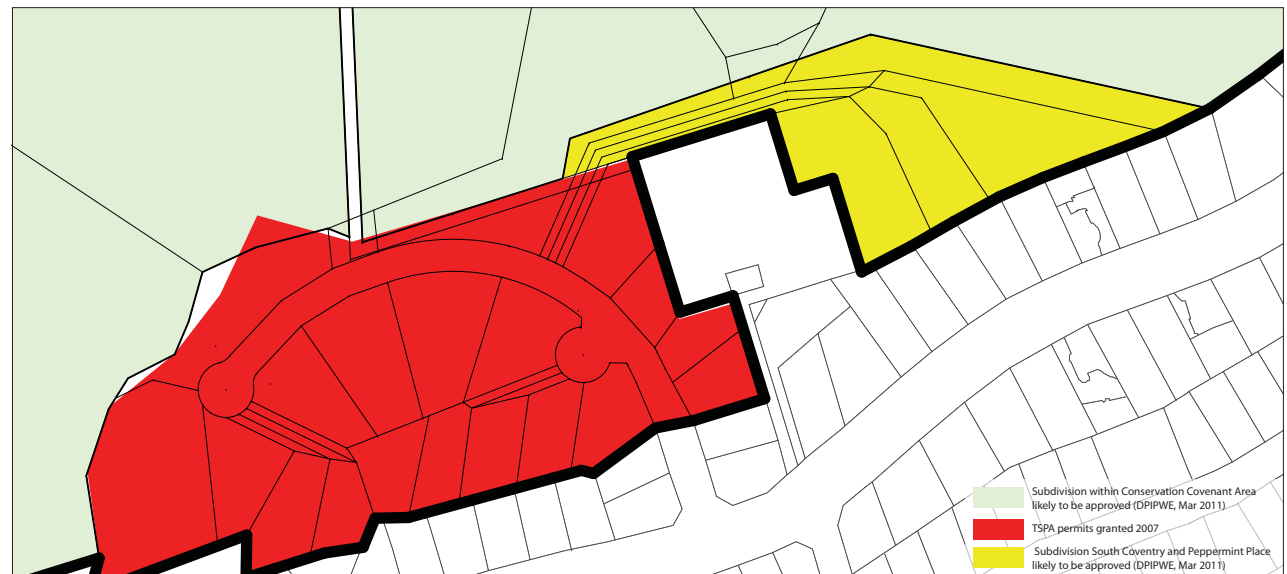 Subdivision within Conservation Covenant Area
likely to be approved (DPIPWE, Mar 2011)
TSPA permits granted 2007
Subdivision South Coventry and Peppermint Place
likely to be approved (DPIPWE, Mar 2011)